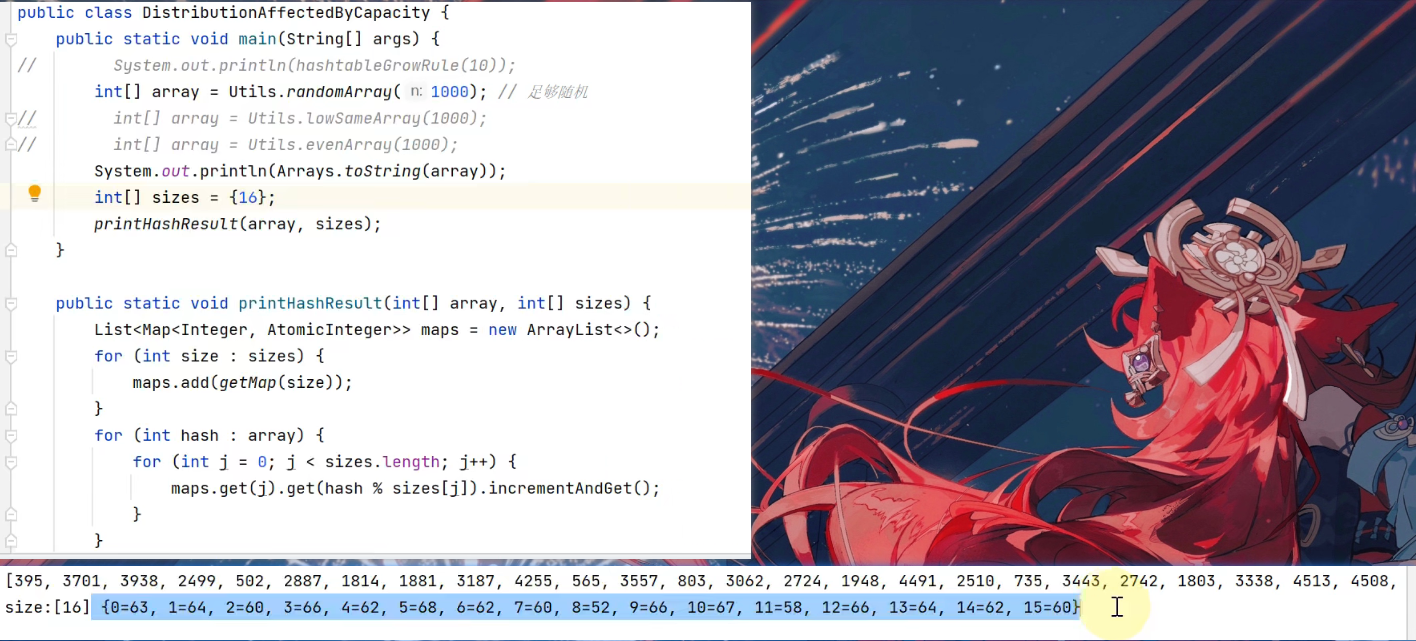 public class DistributionAffectedByCapacity {
public static void main(String[] args) {
// System.out.println(hashtableGrowRule(10));
int[] array = Utils.randomArray( n: 1000); // 足够随机
// int[] array = Utils.lowSameArray(1000);
// int[] array = Utils.evenArray(1000);
System.out.println(Arrays.toString(array));
int[] sizes = {16};
printHashResult(array, sizes);
}
public static void printHashResult(int[] array, int[] sizes) {
List<Map<Integer, AtomicInteger>> maps = new ArrayList<>();
for (int size : sizes) {
maps.add(getMap(size));
}
for (int hash : array) {
for (int j = 0; j < sizes.length; j++) {
maps.get(j).get(hash % sizes[j]).incrementAndGet();
}
}
[395, 3701, 3938, 2499, 502, 2887, 1814, 1881, 3187, 4255, 565, 3557, 803, 3062, 2724, 1948, 4491, 2510, 735, 3443, 2742, 1803, 3338, 4513, 4508,
size:[16] {0=63, 1=64, 2=60, 3=66, 4=62, 5=68, 6=62, 7=60, 8=52, 9=66, 10=67, 11=58, 12=66, 13=64, 14=62, 15=60}